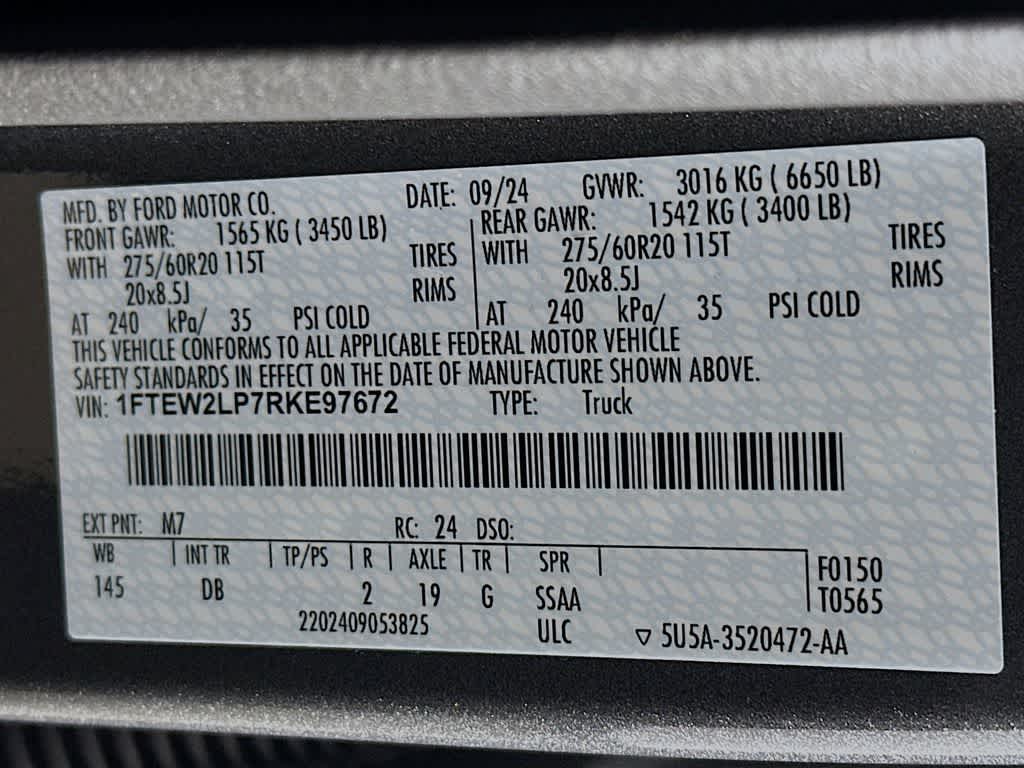 MFD. BY FORD MOTOR CO. DATE: 09/24 GVWR: 3016 KG ( 6650 LB)
FRONT GAWR: 1565 KG ( 3450 LB) REAR GAWR: 1542 KG ( 3400 LB)
WITH 275/60R20 115T TIRES WITH 275/60R20 115T TIRES
20x8.5J RIMS 20x8.5J RIMS
AT 240 kPa/ 35 PSI COLD AT 240 kPa/ 35 PSI COLD
THIS VEHICLE CONFORMS TO ALL APPLICABLE FEDERAL MOTOR VEHICLE
SAFETY STANDARDS IN EFFECT ON THE DATE OF MANUFACTURE SHOWN ABOVE.
VIN: 1FTEW2LP7RKE97672 TYPE: Truck
EXT PNT: M7 RC: 24 DSO:
WB INT TR TP/PS R AXLE TR SPR F0150
145 DB 2 19 G SSAA T0565
2202409053825 ULC ▽ 5U5A-3520472-AA